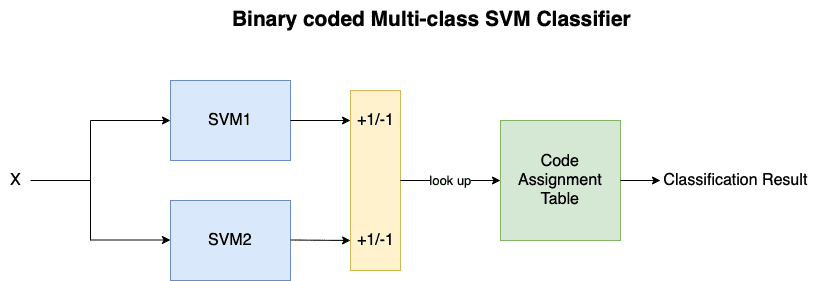 Binary coded Multi-class SVM Classifier
SVM1
+1/-1
X
look up
Code
Assignment
Table
Classification Result
SVM2
+1/-1